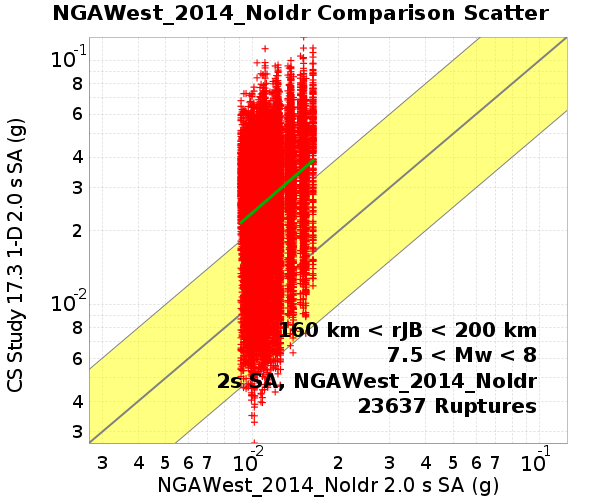 NGAWest_2014_NoIdr Comparison Scatter
CS Study 17.3 1-D 2.0 s SA (g)
10-1
8
6
4
3
2
10-2
8
6
4
3
160 km < rJB < 200 km
7.5 < Mw < 8
2s SA, NGAWest_2014_NoIdr
23637 Ruptures
3 4 5 6 7 10-2 2 3 4 5 6 7 10-1
NGAWest_2014_NoIdr 2.0 s SA (g)